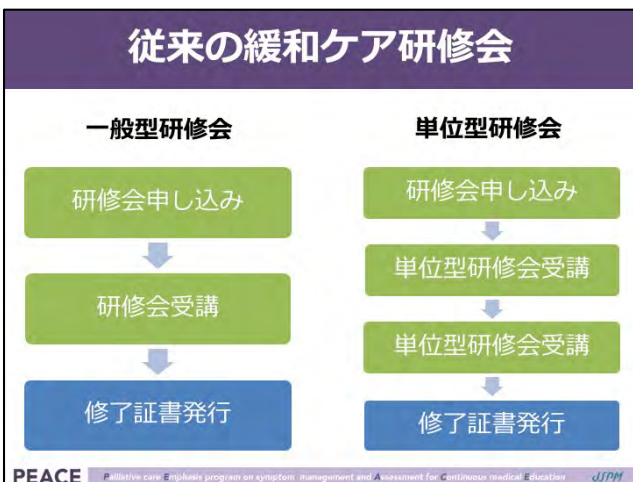 従来の緩和ケア研修会
一般型研修会
研修会申し込み
研修会受講
修了証書発行
単位型研修会
研修会申し込み
単位型研修会受講
単位型研修会受講
修了証書発行
PEACE Palliative care Emphasis program on symptom management and Assessment for Continuous medical Education JSPM